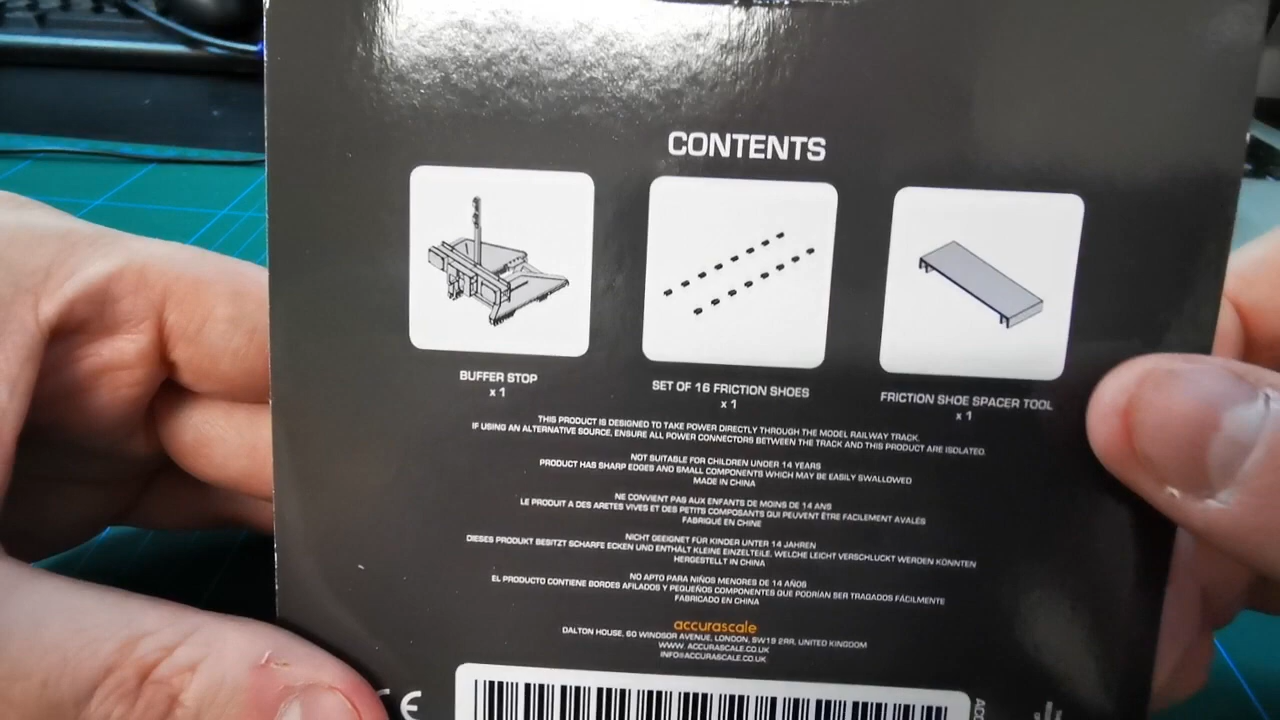 CONTENTS
BUFFER STOP
x 1
SET OF 16 FRICTION SHOES
x 1
FRICTION SHOE SPACER TOOL
x 1
THIS PRODUCT IS DESIGNED TO TAKE POWER DIRECTLY THROUGH THE MODEL RAILWAY TRACK.
IF USING AN ALTERNATIVE SOURCE, ENSURE ALL POWER CONNECTORS BETWEEN THE TRACK AND THIS PRODUCT ARE ISOLATED.
NOT SUITABLE FOR CHILDREN UNDER 14 YEARS
PRODUCT HAS SHARP EDGES AND SMALL COMPONENTS WHICH MAY BE EASILY SWALLOWED
MADE IN CHINA
NE CONVIENT PAS AUX ENFANTS DE MOINS DE 14 ANS
LE PRODUIT A DES ARETES VIVES ET DES PETITS COMPOSANTS QUI PEUVENT ÊTRE FACILEMENT AVALÉS
FABRIQUÉ EN CHINE
NICHT GEEIGNET FÜR KINDER UNTER 14 JAHREN
DIESES PRODUKT BESITZT SCHARFE ECKEN UND ENTHÄLT KLEINE EINZELTEILE, WELCHE LEICHT VERSCHLUCKT WERDEN KÖNNTEN
HERGESTELLT IN CHINA
NO APTO PARA NIÑOS MENORES DE 14 AÑOS
EL PRODUCTO CONTIENE BORDES AFILADOS Y PEQUEÑOS COMPONENTES QUE PODRÍAN SER TRAGADOS FÁCILMENTE
FABRICADO EN CHINA
accurascale
DALTON HOUSE, 60 WINDSOR AVENUE, LONDON, SW19 2RR, UNITED KINGDOM
WWW.ACCURASCALE.CO.UK
INFO@ACCURASCALE.CO.UK
CE